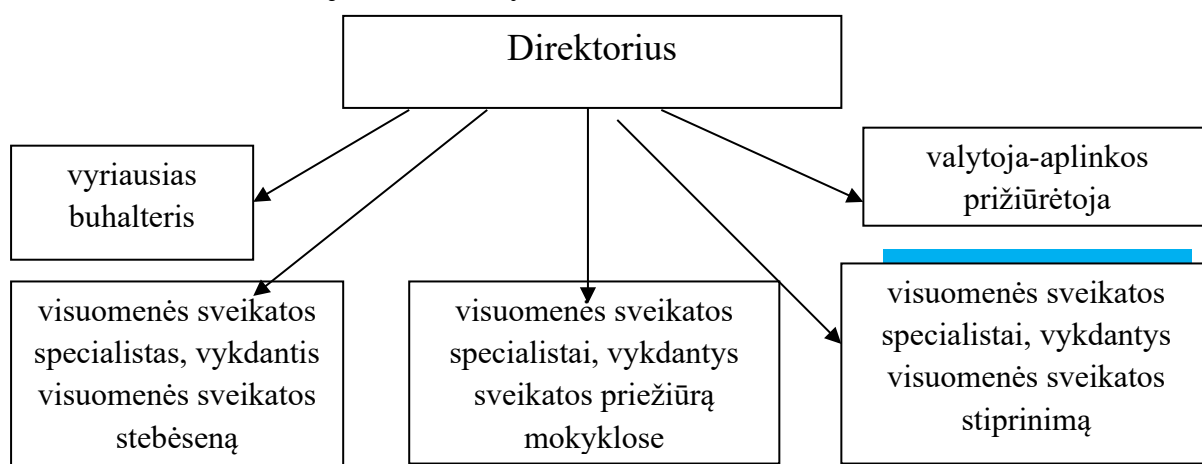 Direktorius
vyriausias
buhalteris
valytoja-aplinkos
prižiūrėtoja
visuomenės sveikatos
specialistas, vykdantis
visuomenės sveikatos
stebėseną
visuomenės sveikatos
specialistai, vykdantys
sveikatos priežiūrą
mokyklose
visuomenės sveikatos
specialistai, vykdantys
visuomenės sveikatos
stiprinimą